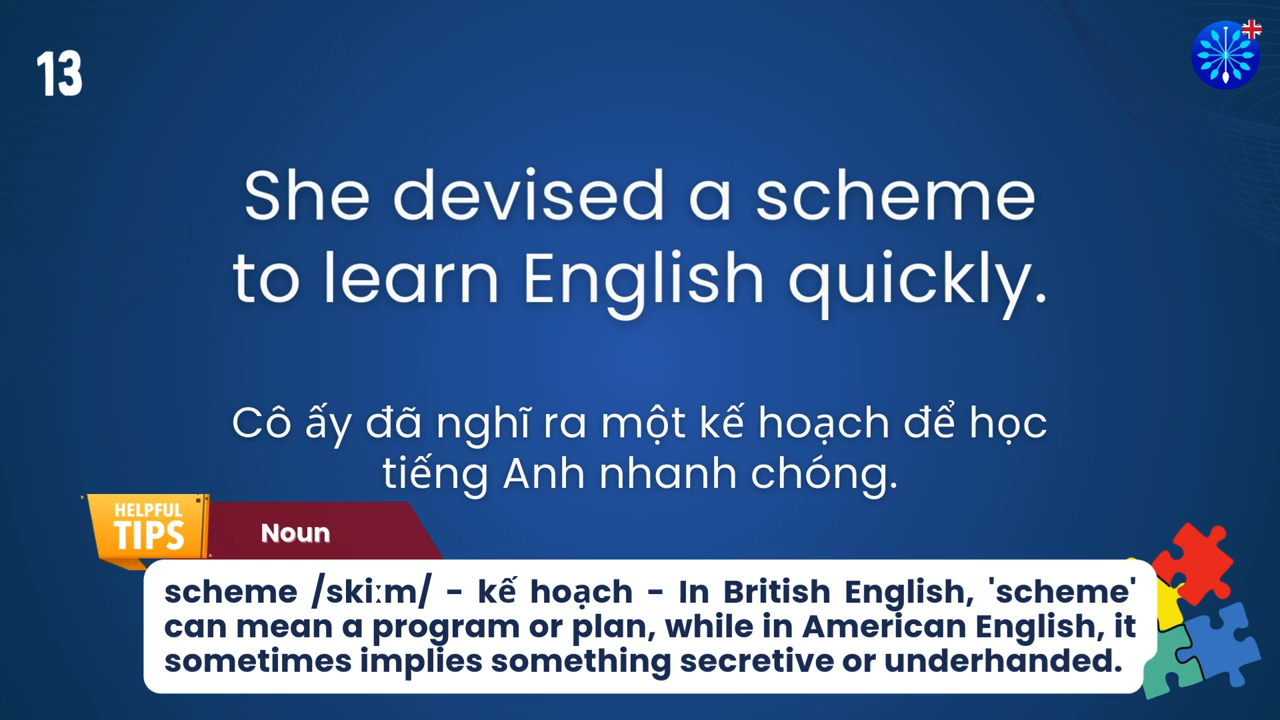 13
She devised a scheme
to learn English quickly.
Cô ấy đã nghĩ ra một kế hoạch để học
tiếng Anh nhanh chóng.
HELPFUL
TIPS
Noun
scheme /skiːm/ - kế hoạch - In British English, 'scheme'
can mean a program or plan, while in American English, it
sometimes implies something secretive or underhanded.